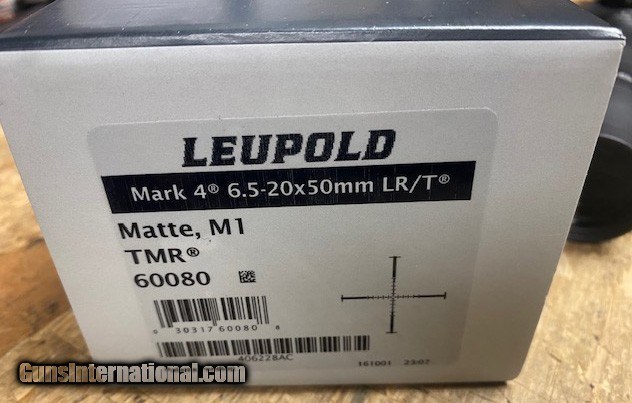 LEUPOLD
Mark 4® 6.5-20x50mm LR/T®
Matte, M1
TMR®
60080
0 30317 60080 8
406228AC
161001 23:07
GunsInternational.com